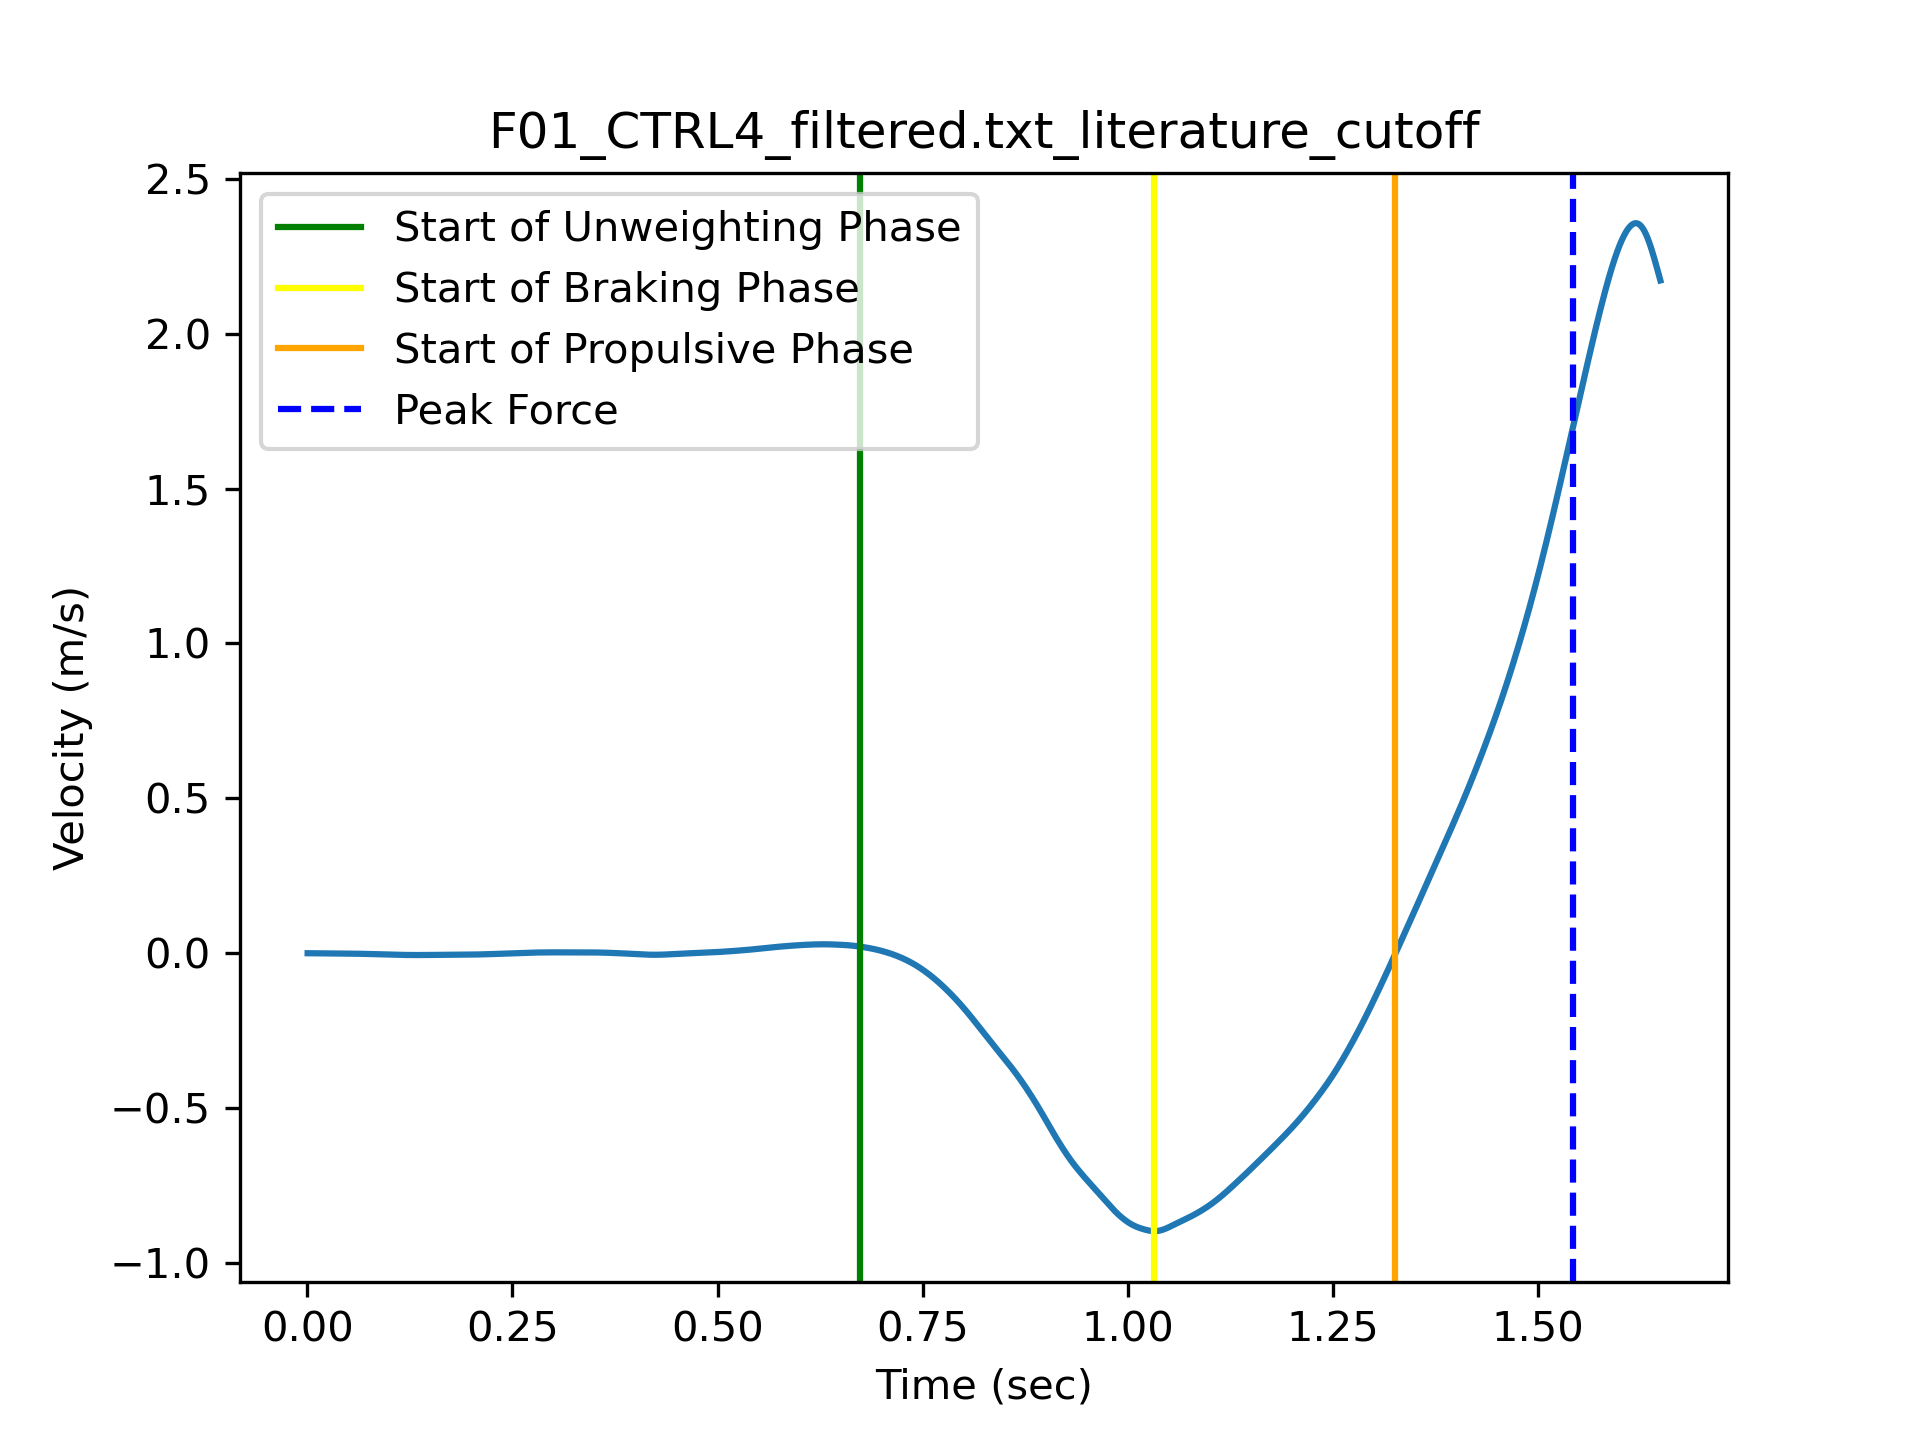 F01_CTRL4_filtered.txt_literature_cutoff
2.5
2.0
1.5
1.0
0.5
0.0
−0.5
−1.0
Velocity (m/s)
Start of Unweighting Phase
Start of Braking Phase
Start of Propulsive Phase
Peak Force
0.00 0.25 0.50 0.75 1.00 1.25 1.50
Time (sec)